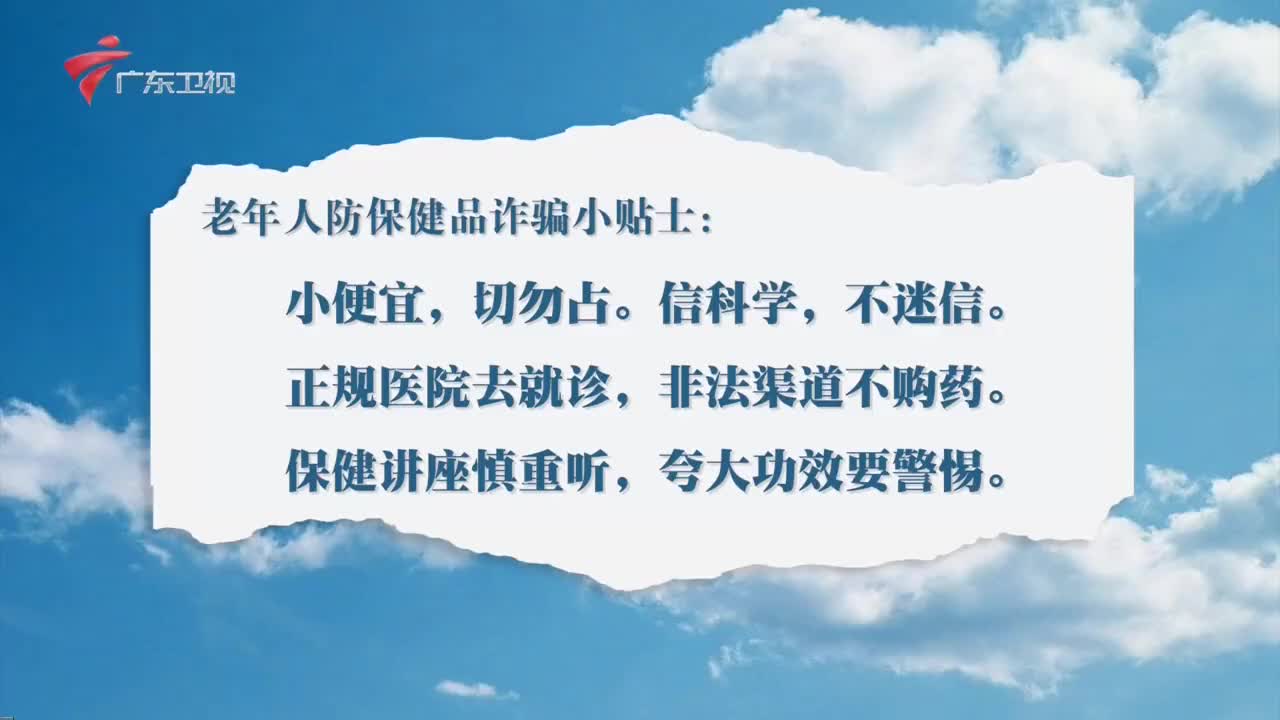 广东卫视
老年人防保健品诈骗小贴士：
小便宜，切勿占。信科学，不迷信。
正规医院去就诊，非法渠道不购药。
保健讲座慎重听，夸大功效要警惕。